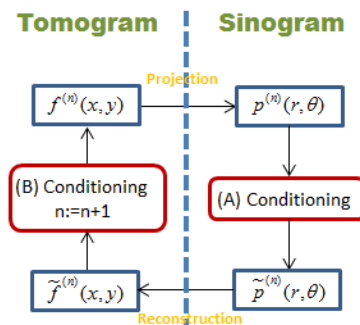 Tomogram Sinogram
Projection
f^(n)(x, y) p^(n)(r, θ)
(B) Conditioning
n:=n+1
(A) Conditioning
f̃^(n)(x, y) p̃^(n)(r, θ)
Reconstruction